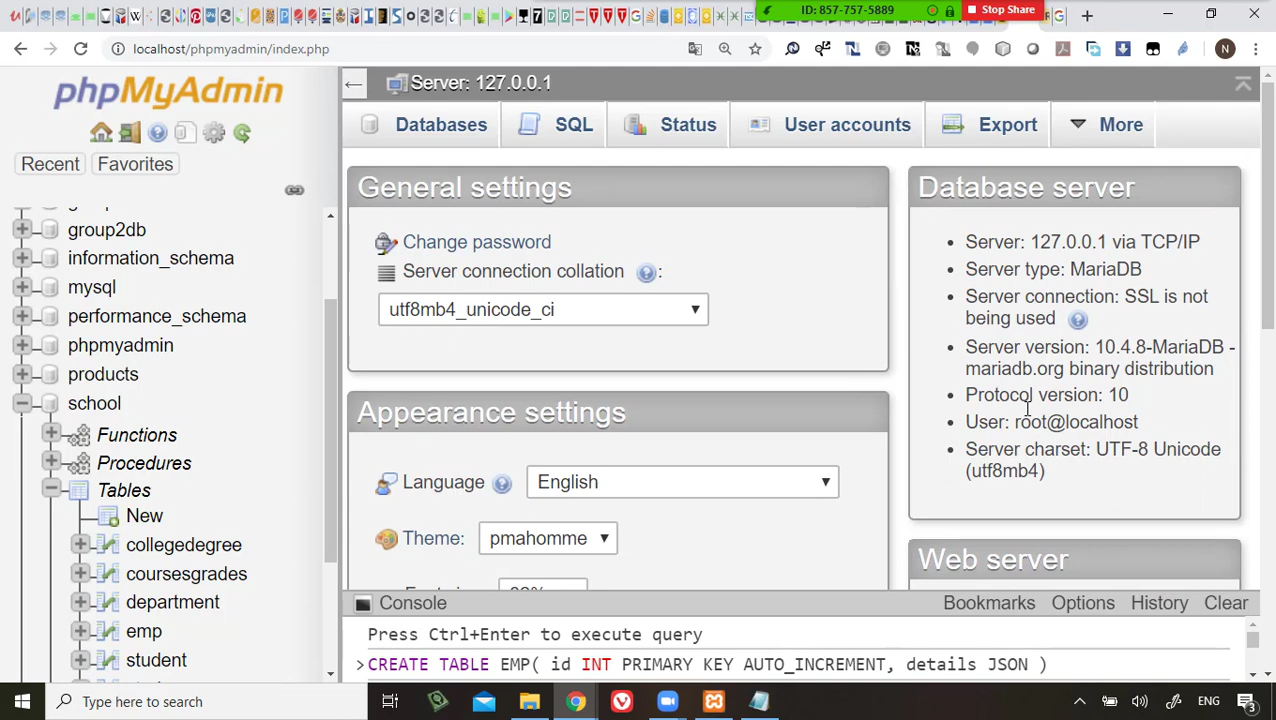 ID: 857-757-5889
Stop Share
localhost/phpmyadmin/index.php
N
phpMyAdmin
Recent
Favorites
group2db
information_schema
mysql
performance_schema
phpmyadmin
products
school
Functions
Procedures
Tables
New
collegedegree
coursesgrades
department
emp
student
Server: 127.0.0.1
Databases
SQL
Status
User accounts
Export
More
General settings
Change password
Server connection collation
:
utf8mb4_unicode_ci
Appearance settings
Language
English
Theme:
pmahomme
Database server
Server: 127.0.0.1 via TCP/IP
Server type: MariaDB
Server connection: SSL is not
being used
Server version: 10.4.8-MariaDB -
mariadb.org binary distribution
Protocol version: 10
User: root@localhost
Server charset: UTF-8 Unicode
(utf8mb4)
Web server
Console
Bookmarks
Options
History
Clear
Press Ctrl+Enter to execute query
>CREATE TABLE EMP( id INT PRIMARY KEY AUTO_INCREMENT, details JSON )
Type here to search
ENG
3